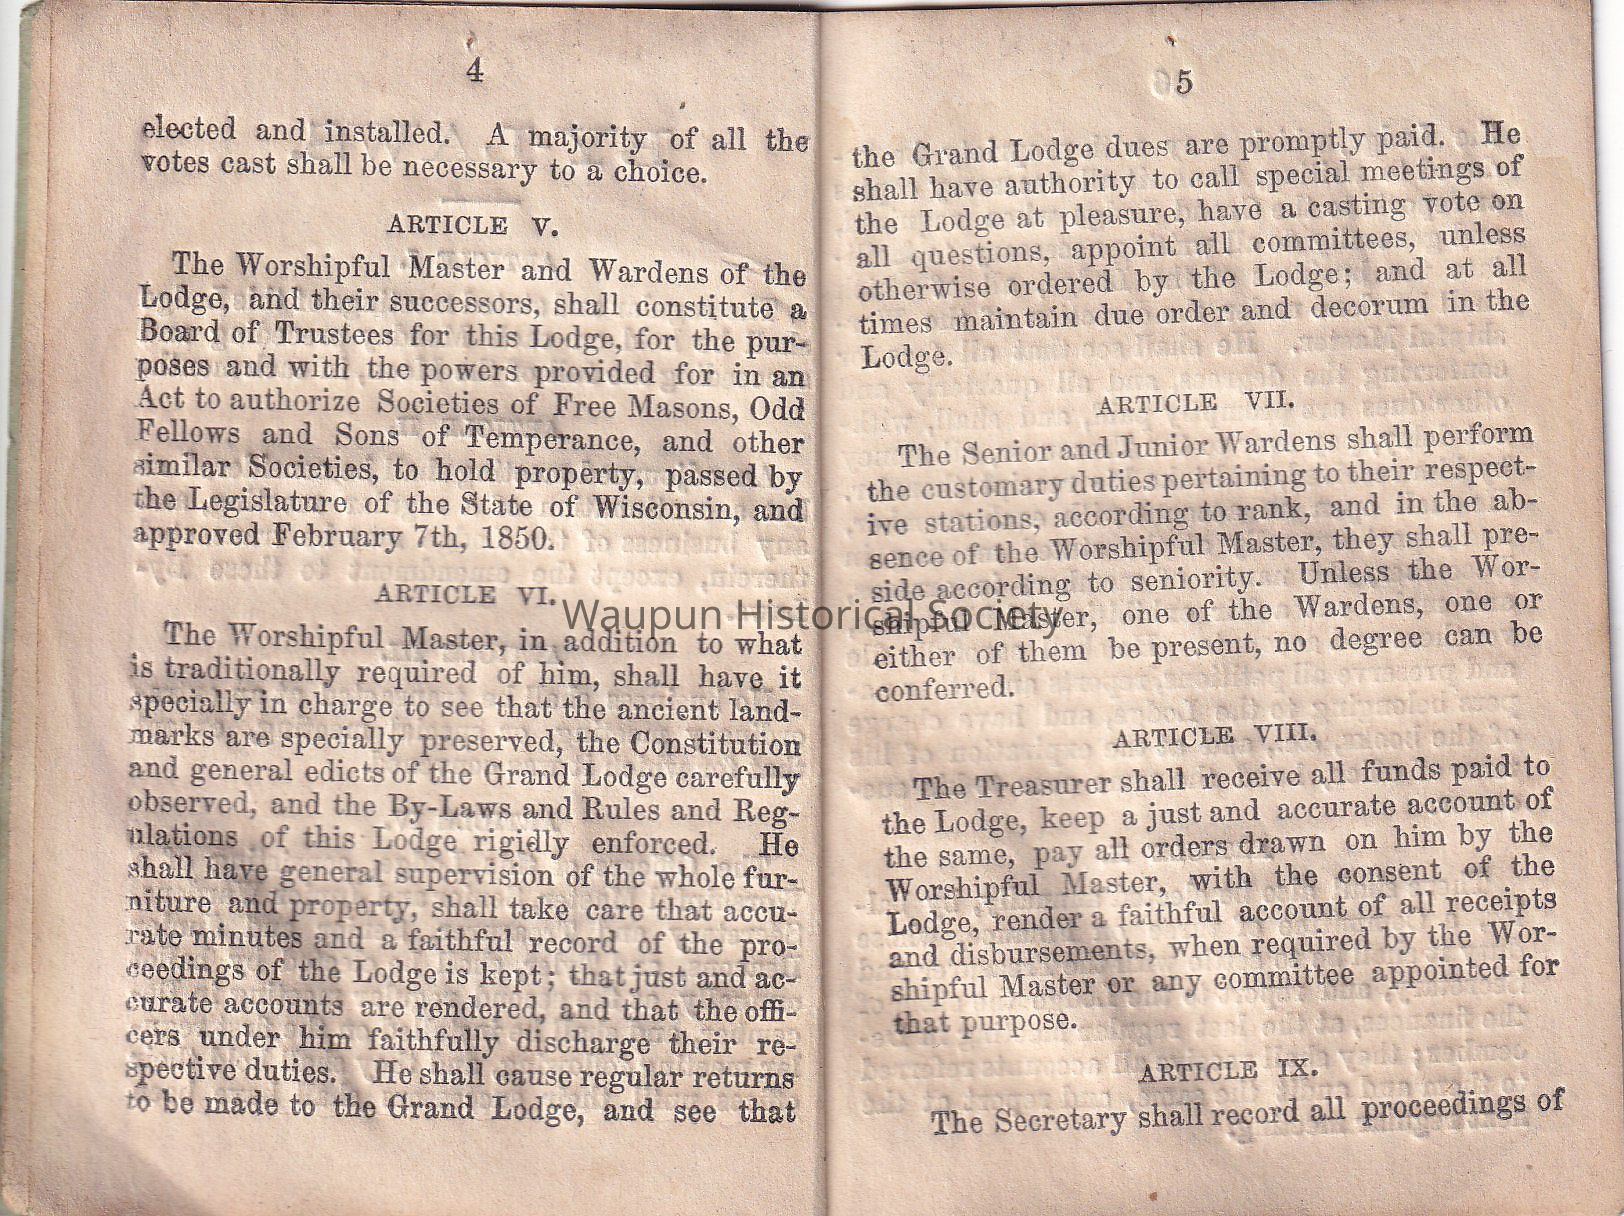 4
elected and installed. A majority of all the
votes cast shall be necessary to a choice.
ARTICLE V.
The Worshipful Master and Wardens of the
Lodge, and their successors, shall constitute a
Board of Trustees for this Lodge, for the pur-
poses and with the powers provided for in an
Act to authorize Societies of Free Masons, Odd
Fellows and Sons of Temperance, and other
similar Societies, to hold property, passed by
the Legislature of the State of Wisconsin, and
approved February 7th, 1850.
ARTICLE VI.
The Worshipful Master, in addition to what
is traditionally required of him, shall have it
specially in charge to see that the ancient land-
marks are specially preserved, the Constitution
and general edicts of the Grand Lodge carefully
observed, and the By-Laws and Rules and Reg-
ulations of this Lodge rigidly enforced. He
shall have general supervision of the whole fur-
niture and property, shall take care that accu-
rate minutes and a faithful record of the pro-
ceedings of the Lodge is kept; that just and ac-
curate accounts are rendered, and that the offi-
cers under him faithfully discharge their re-
spective duties. He shall cause regular returns
to be made to the Grand Lodge, and see that
5
the Grand Lodge dues are promptly paid. He
shall have authority to call special meetings of
the Lodge at pleasure, have a casting vote on
all questions, appoint all committees, unless
otherwise ordered by the Lodge; and at all
times maintain due order and decorum in the
Lodge.
ARTICLE VII.
The Senior and Junior Wardens shall perform
the customary duties pertaining to their respect-
ive stations, according to rank, and in the ab-
sence of the Worshipful Master, they shall pre-
side according to seniority. Unless the Wor-
shipful Master, one of the Wardens, one or
either of them be present, no degree can be
conferred.
ARTICLE VIII.
The Treasurer shall receive all funds paid to
the Lodge, keep a just and accurate account of
the same, pay all orders drawn on him by the
Worshipful Master, with the consent of the
Lodge, render a faithful account of all receipts
and disbursements, when required by the Wor-
shipful Master or any committee appointed for
that purpose.
ARTICLE IX.
The Secretary shall record all proceedings of
Waupun Historical Society